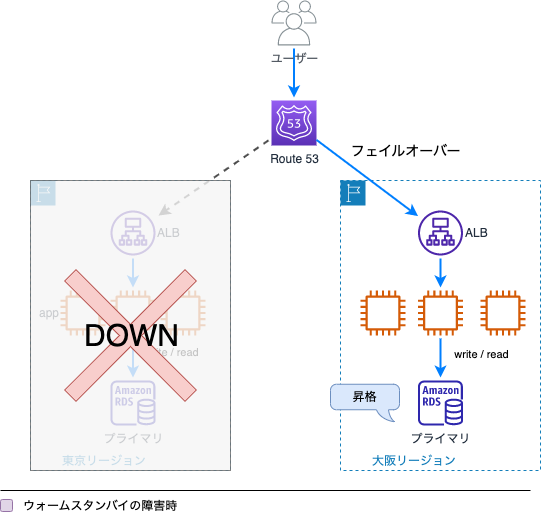 ユーザー
53
Route 53
フェイルオーバー
ALB
ALB
app
DOWN
write / read
write / read
昇格
Amazon
RDS
Amazon
RDS
プライマリ
プライマリ
東京リージョン
大阪リージョン
ウォームスタンバイの障害時